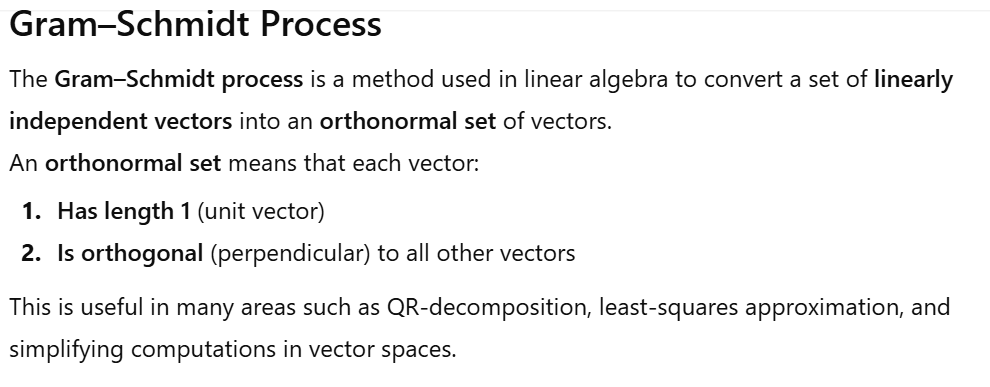 Gram–Schmidt Process
The Gram–Schmidt process is a method used in linear algebra to convert a set of linearly
independent vectors into an orthonormal set of vectors.
An orthonormal set means that each vector:
1. Has length 1 (unit vector)
2. Is orthogonal (perpendicular) to all other vectors
This is useful in many areas such as QR-decomposition, least-squares approximation, and
simplifying computations in vector spaces.